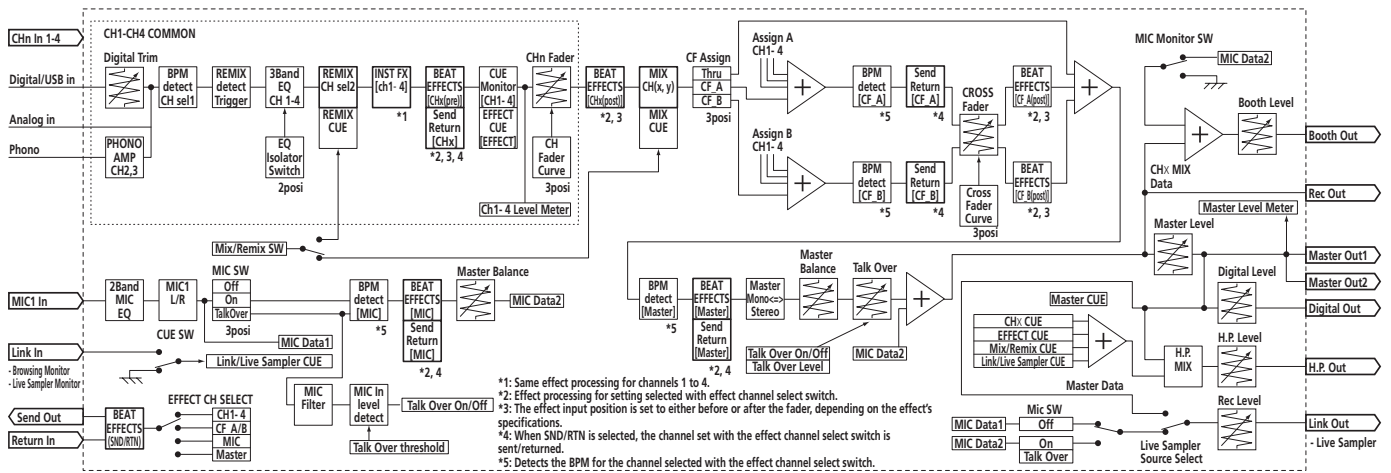 CH1-CH4 COMMON
CHn In 1-4
Digital Trim
Digital/USB in
Analog in
Phono
PHONO
AMP
CH2,3
BPM
detect
CH sel1
REMIX
detect
Trigger
3Band
EQ
CH 1-4
EQ
Isolator
Switch
2posi
REMIX
CH sel2
REMIX
CUE
INST FX
[ch1- 4]
*1
BEAT
EFFECTS
[CHx(pre)]
Send
Return
[CHx]
*2, 3, 4
CUE
Monitor
[CH1- 4]
EFFECT
CUE
[EFFECT]
CHn Fader
CH
Fader
Curve
3posi
Ch1- 4 Level Meter
BEAT
EFFECTS
[CHx(post)]
*2, 3
MIX
CH(x, y)
MIX
CUE
CF Assign
Thru
CF_A
CF_B
3posi
Assign A
CH1- 4
Assign B
CH1- 4
BPM
detect
[CF_A]
*5
Send
Return
[CF_A]
*4
BPM
detect
[CF_B]
*5
Send
Return
[CF_B]
*4
CROSS
Fader
Cross
Fader
Curve
3posi
BEAT
EFFECTS
[CF_A(post)]
*2, 3
BEAT
EFFECTS
[CF_B(post)]
*2, 3
MIC Monitor SW
MIC Data2
Booth Level
Booth Out
CHX MIX
Data
Rec Out
Master Level Meter
Master Level
Master Out1
Master Out2
Digital Level
Digital Out
Mix/Remix SW
MIC1 In
2Band
MIC
EQ
MIC1
L/R
MIC SW
Off
On
TalkOver
3posi
BPM
detect
[MIC]
*5
BEAT
EFFECTS
[MIC]
Send
Return
[MIC]
*2, 4
Master Balance
MIC Data2
MIC Data1
CUE SW
Link In
- Browsing Monitor
- Live Sampler Monitor
Link/Live Sampler CUE
MIC
Filter
MIC In
level
detect
Talk Over On/Off
Talk Over threshold
Send Out
Return In
BEAT
EFFECTS
(SND/RTN)
EFFECT CH SELECT
CH1- 4
CF A/B
MIC
Master
BPM
detect
[Master]
*5
BEAT
EFFECTS
[Master]
Send
Return
[Master]
*2, 4
Master
Mono<=>
Stereo
Master
Balance
Talk Over
Talk Over On/Off
Talk Over Level
MIC Data2
Master CUE
CHX CUE
EFFECT CUE
Mix/Remix CUE
Link/Live Sampler CUE
H.P.
MIX
H.P. Level
H.P. Out
Master Data
Mic SW
MIC Data1
Off
MIC Data2
On
Talk Over
Live Sampler
Source Select
Rec Level
Link Out
- Live Sampler
*1: Same effect processing for channels 1 to 4.
*2: Effect processing for setting selected with effect channel select switch.
*3: The effect input position is set to either before or after the fader, depending on the effect's
specifications.
*4: When SND/RTN is selected, the channel set with the effect channel select switch is
sent/returned.
*5: Detects the BPM for the channel selected with the effect channel select switch.